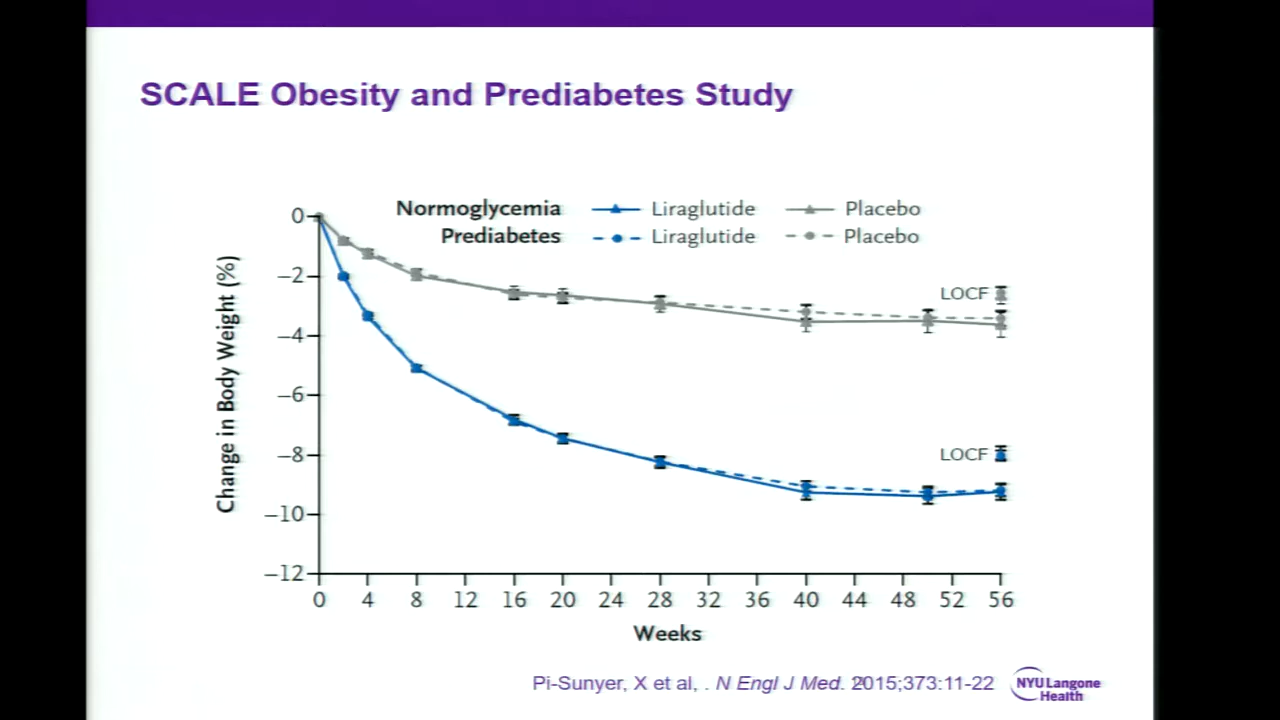 SCALE Obesity and Prediabetes Study
Normoglycemia Liraglutide Placebo
Prediabetes Liraglutide Placebo
Change in Body Weight (%)
0
−2
−4
−6
−8
−10
−12
LOCF
LOCF
0 4 8 12 16 20 24 28 32 36 40 44 48 52 56
Weeks
Pi-Sunyer, X et al, . N Engl J Med. 2015;373:11-22
NYU Langone
Health